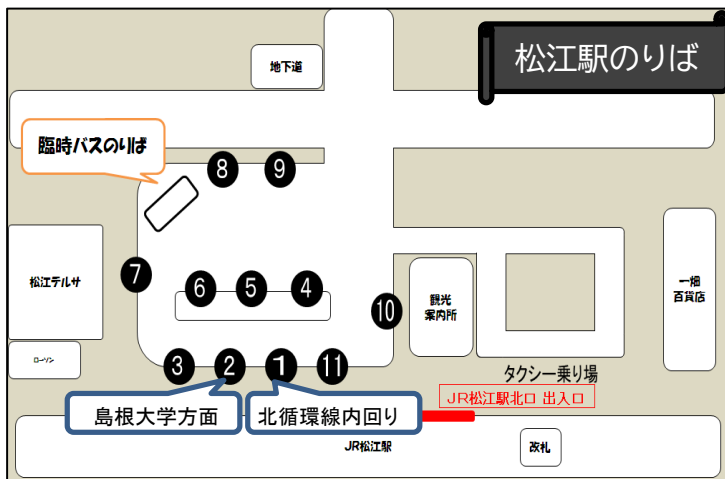 松江駅のりば
地下道
臨時バスのりば
8
9
松江テルサ
7
6
5
4
10
観光
案内所
一畑
百貨店
ローソン
3
2
1
11
タクシー乗り場
島根大学方面
北循環線内回り
JR松江駅北口 出入口
JR松江駅
改札